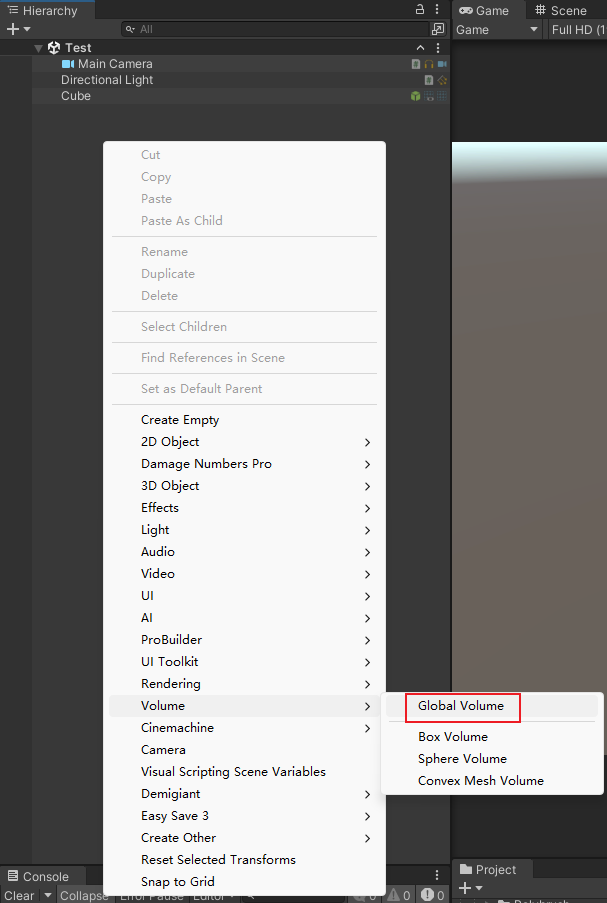 Hierarchy
Game
Scene
All
Game
Full HD (1
Test
Main Camera
Directional Light
Cube
Cut
Copy
Paste
Paste As Child
Rename
Duplicate
Delete
Select Children
Find References in Scene
Set as Default Parent
Create Empty
2D Object
Damage Numbers Pro
3D Object
Effects
Light
Audio
Video
UI
AI
ProBuilder
UI Toolkit
Rendering
Volume
Global Volume
Cinemachine
Box Volume
Camera
Sphere Volume
Visual Scripting Scene Variables
Convex Mesh Volume
Demigiant
Easy Save 3
Create Other
Reset Selected Transforms
Snap to Grid
Console
Project
Clear
Collapse
Error Pause
Editor
0
0
0